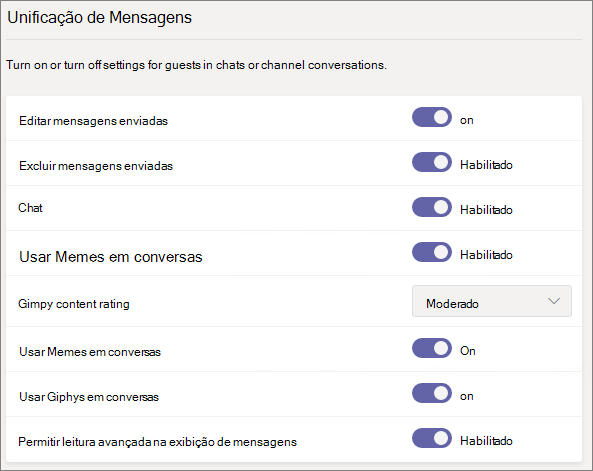 Unificação de Mensagens
Turn on or turn off settings for guests in chats or channel conversations.
Editar mensagens enviadas on
Excluir mensagens enviadas Habilitado
Chat Habilitado
Usar Memes em conversas Habilitado
Gimpy content rating Moderado
Usar Memes em conversas On
Usar Giphys em conversas on
Permitir leitura avançada na exibição de mensagens Habilitado